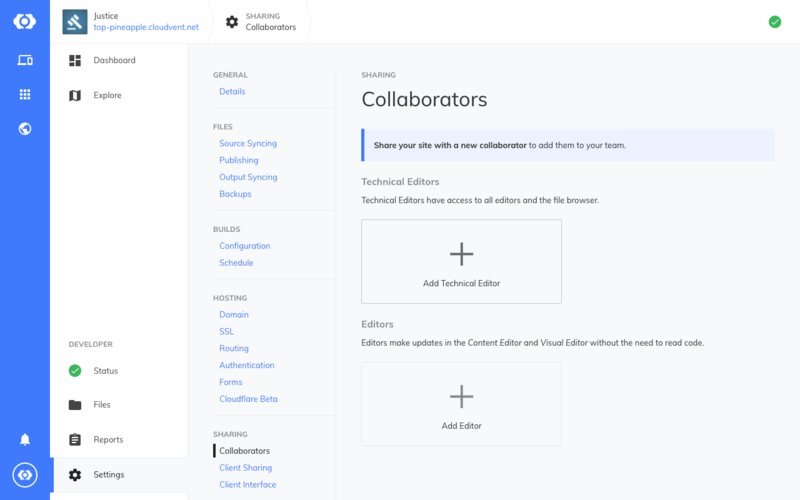 Justice
top-pineapple.cloudvent.net
SHARING
Collaborators
Dashboard
Explore
DEVELOPER
Status
Files
Reports
Settings
GENERAL
Details
FILES
Source Syncing
Publishing
Output Syncing
Backups
BUILDS
Configuration
Schedule
HOSTING
Domain
SSL
Routing
Authentication
Forms
Cloudflare Beta
SHARING
Collaborators
Client Sharing
Client Interface
SHARING
Collaborators
Share your site with a new collaborator to add them to your team.
Technical Editors
Technical Editors have access to all editors and the file browser.
Add Technical Editor
Editors
Editors make updates in the Content Editor and Visual Editor without the need to read code.
Add Editor